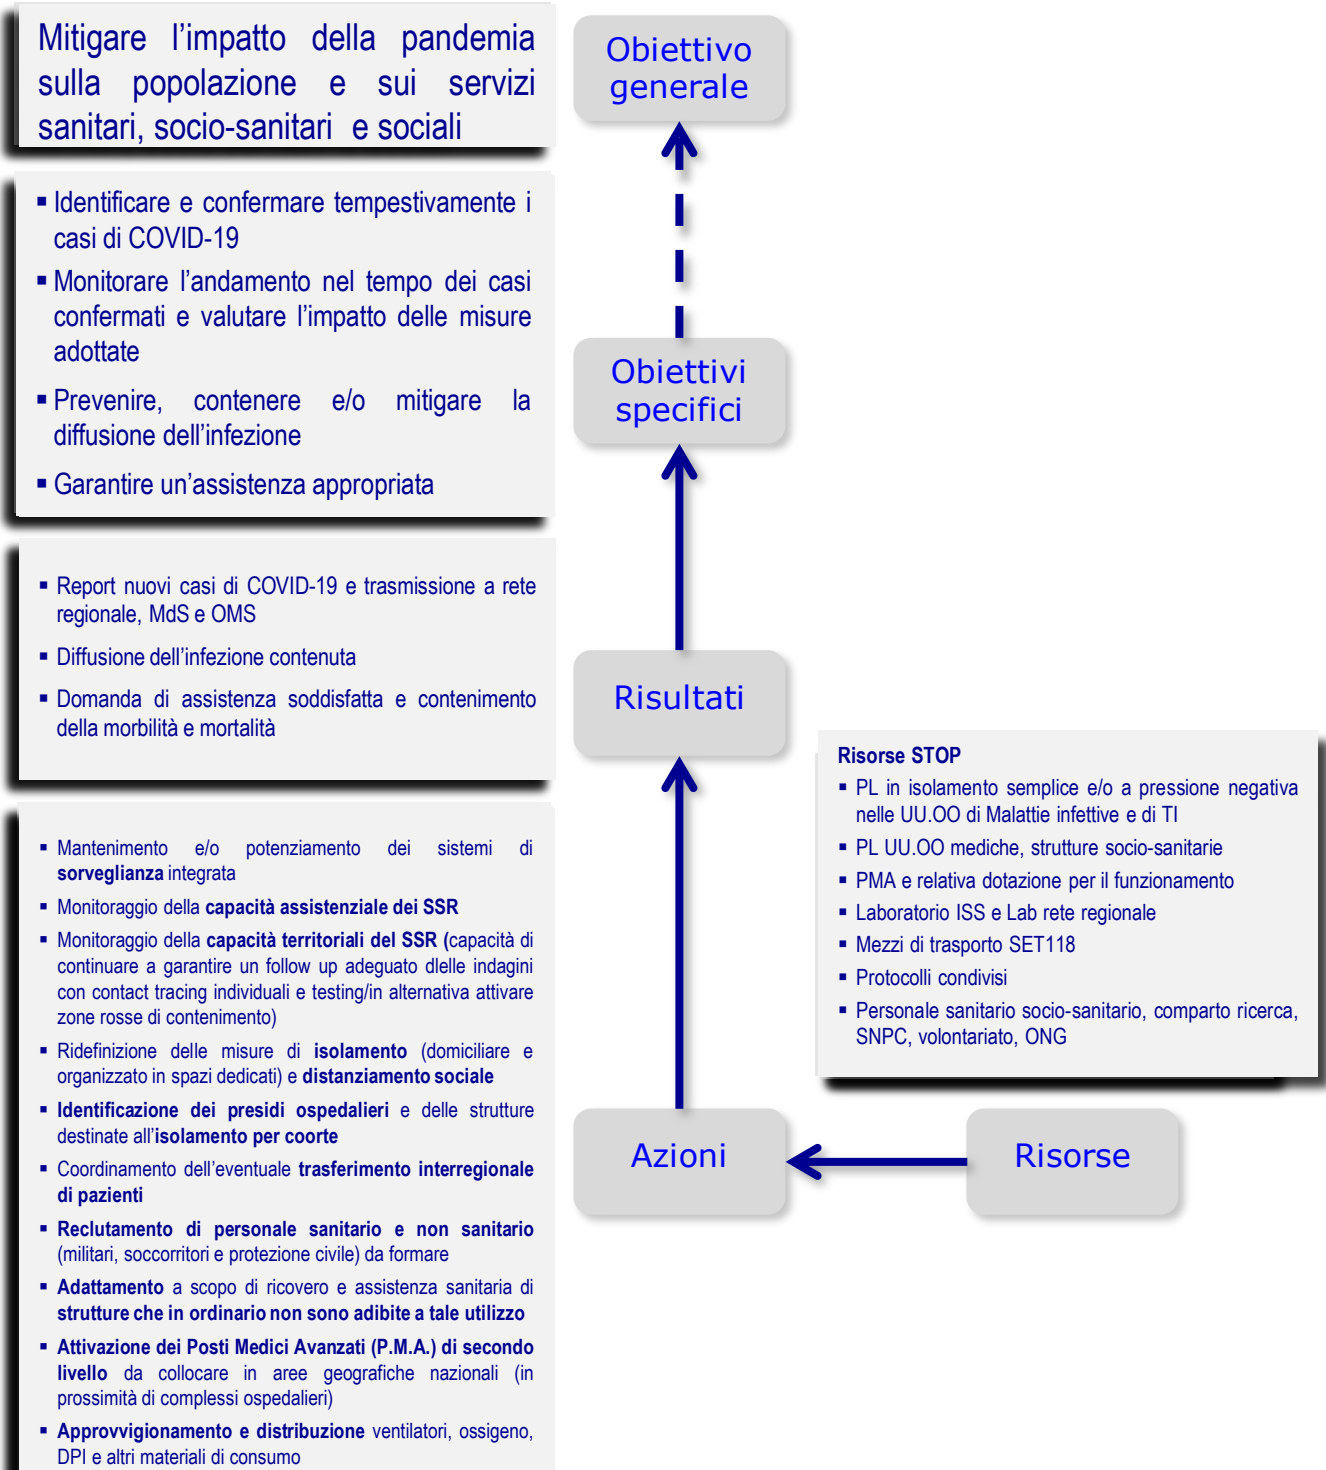 Mitigare l'impatto della pandemia
sulla popolazione e sui servizi
sanitari, socio-sanitari e sociali
Obiettivo
generale
▪ Identificare e confermare tempestivamente i
casi di COVID-19
▪ Monitorare l'andamento nel tempo dei casi
confermati e valutare l'impatto delle misure
adottate
▪ Prevenire, contenere e/o mitigare la
diffusione dell'infezione
▪ Garantire un'assistenza appropriata
Obiettivi
specifici
▪ Report nuovi casi di COVID-19 e trasmissione a rete
regionale, MdS e OMS
▪ Diffusione dell'infezione contenuta
▪ Domanda di assistenza soddisfatta e contenimento
della morbilità e mortalità
Risultati
▪ Mantenimento e/o potenziamento dei sistemi di
sorveglianza integrata
▪ Monitoraggio della capacità assistenziale dei SSR
▪ Monitoraggio della capacità territoriali del SSR (capacità di
continuare a garantire un follow up adeguato dlelle indagini
con contact tracing individuali e testing/in alternativa attivare
zone rosse di contenimento)
▪ Ridefinizione delle misure di isolamento (domiciliare e
organizzato in spazi dedicati) e distanziamento sociale
▪ Identificazione dei presidi ospedalieri e delle strutture
destinate all'isolamento per coorte
▪ Coordinamento dell'eventuale trasferimento interregionale
di pazienti
▪ Reclutamento di personale sanitario e non sanitario
(militari, soccorritori e protezione civile) da formare
▪ Adattamento a scopo di ricovero e assistenza sanitaria di
strutture che in ordinario non sono adibite a tale utilizzo
▪ Attivazione dei Posti Medici Avanzati (P.M.A.) di secondo
livello da collocare in aree geografiche nazionali (in
prossimità di complessi ospedalieri)
▪ Approvvigionamento e distribuzione ventilatori, ossigeno,
DPI e altri materiali di consumo
Azioni
Risorse STOP
▪ PL in isolamento semplice e/o a pressione negativa
nelle UU.OO di Malattie infettive e di TI
▪ PL UU.OO mediche, strutture socio-sanitarie
▪ PMA e relativa dotazione per il funzionamento
▪ Laboratorio ISS e Lab rete regionale
▪ Mezzi di trasporto SET118
▪ Protocolli condivisi
▪ Personale sanitario socio-sanitario, comparto ricerca,
SNPC, volontariato, ONG
Risorse